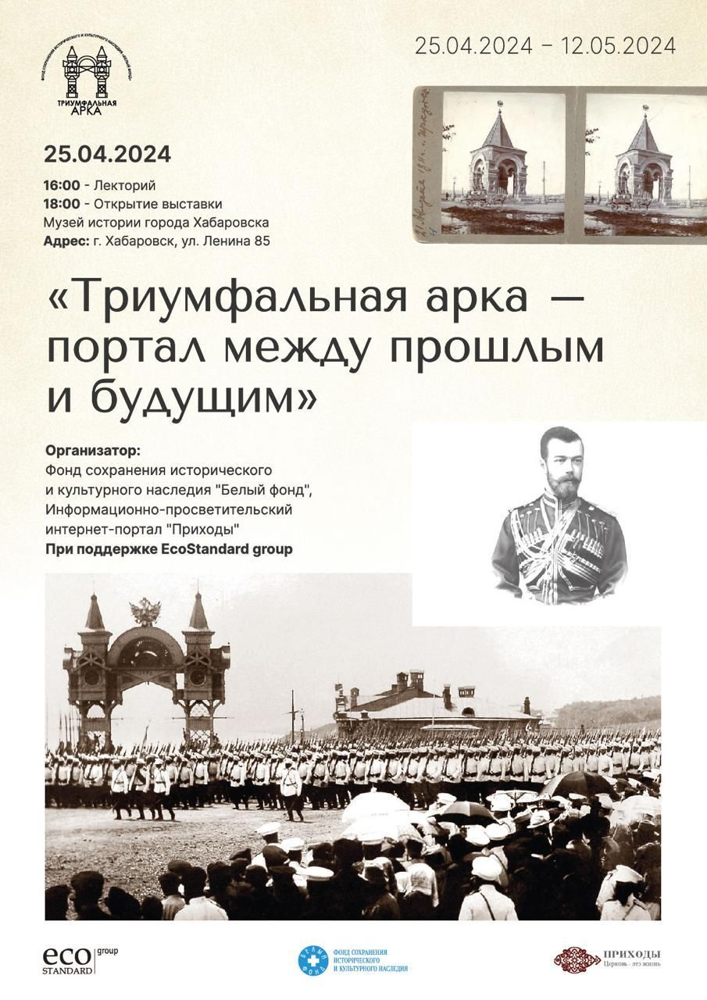 ФОНД СОХРАНЕНИЯ ИСТОРИЧЕСКОГО И КУЛЬТУРНОГО НАСЛЕДИЯ «БЕЛЫЙ ФОНД»
ТРИУМФАЛЬНАЯ
АРКА
25.04.2024 – 12.05.2024
25.04.2024
16:00 - Лекторий
18:00 - Открытие выставки
Музей истории города Хабаровска
Адрес: г. Хабаровск, ул. Ленина 85
«Триумфальная арка –
портал между прошлым
и будущим»
Организатор:
Фонд сохранения исторического
и культурного наследия "Белый фонд",
Информационно-просветительский
интернет-портал "Приходы"
При поддержке EcoStandard group
eco group
STANDARD
БЕЛЫЙ ФОНД
ФОНД СОХРАНЕНИЯ
ИСТОРИЧЕСКОГО
И КУЛЬТУРНОГО НАСЛЕДИЯ
ПРИХОДЫ
Церковь - это жизнь